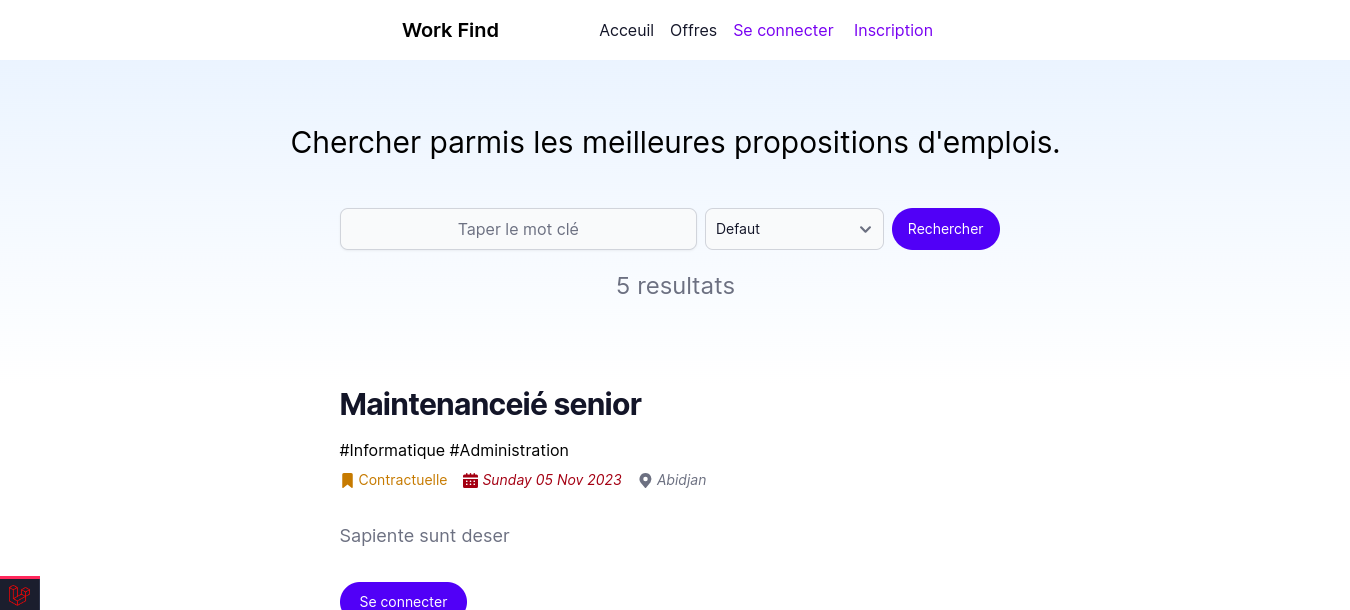 Work Find
Acceuil Offres Se connecter Inscription
Chercher parmis les meilleures propositions d'emplois.
Taper le mot clé Defaut Rechercher
5 resultats
Maintenanceié senior
#Informatique #Administration
Contractuelle Sunday 05 Nov 2023 Abidjan
Sapiente sunt deser
Se connecter